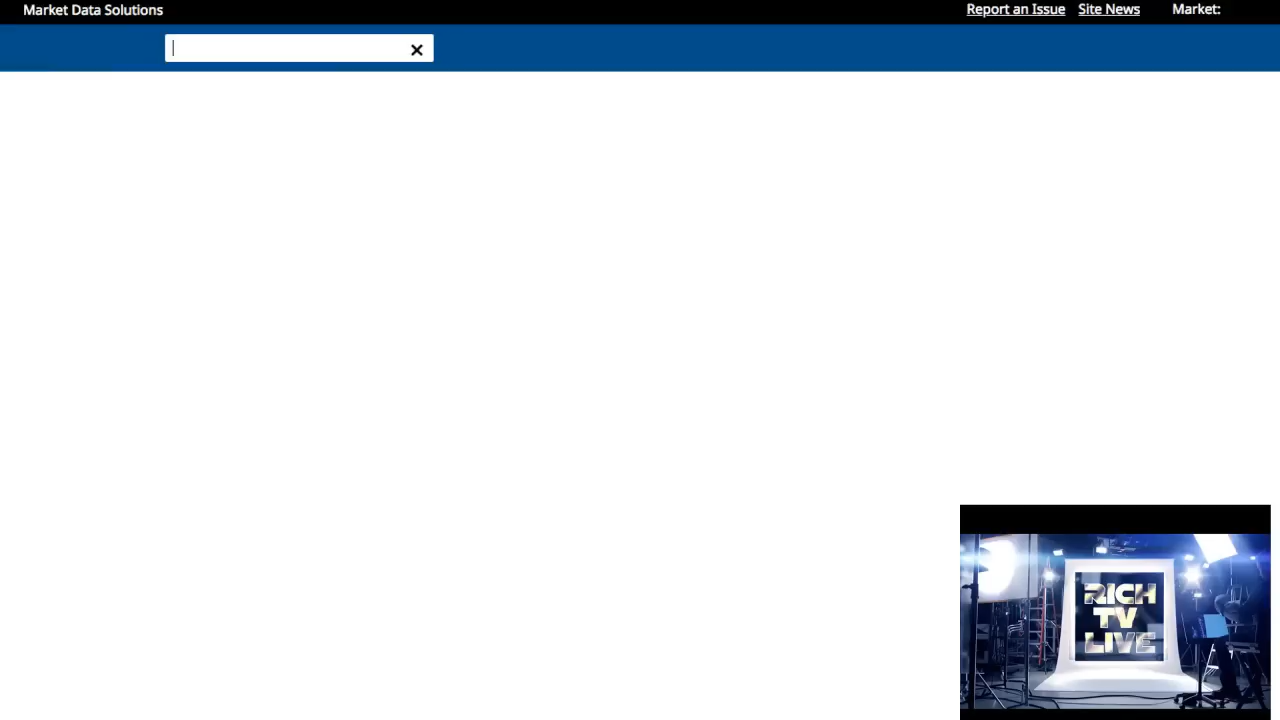 Market Data Solutions
Report an Issue Site News Market:
RICH
TV
LIVE